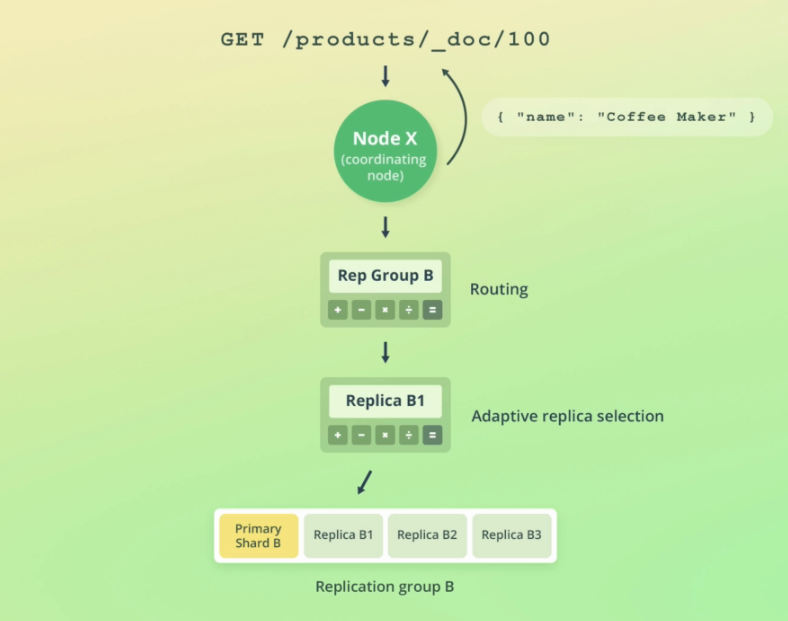 GET /products/_doc/100
{ "name": "Coffee Maker" }
Node X
(coordinating
node)
Rep Group B
+ − × ÷ =
Routing
Replica B1
+ − × ÷ =
Adaptive replica selection
Primary
Shard B
Replica B1
Replica B2
Replica B3
Replication group B